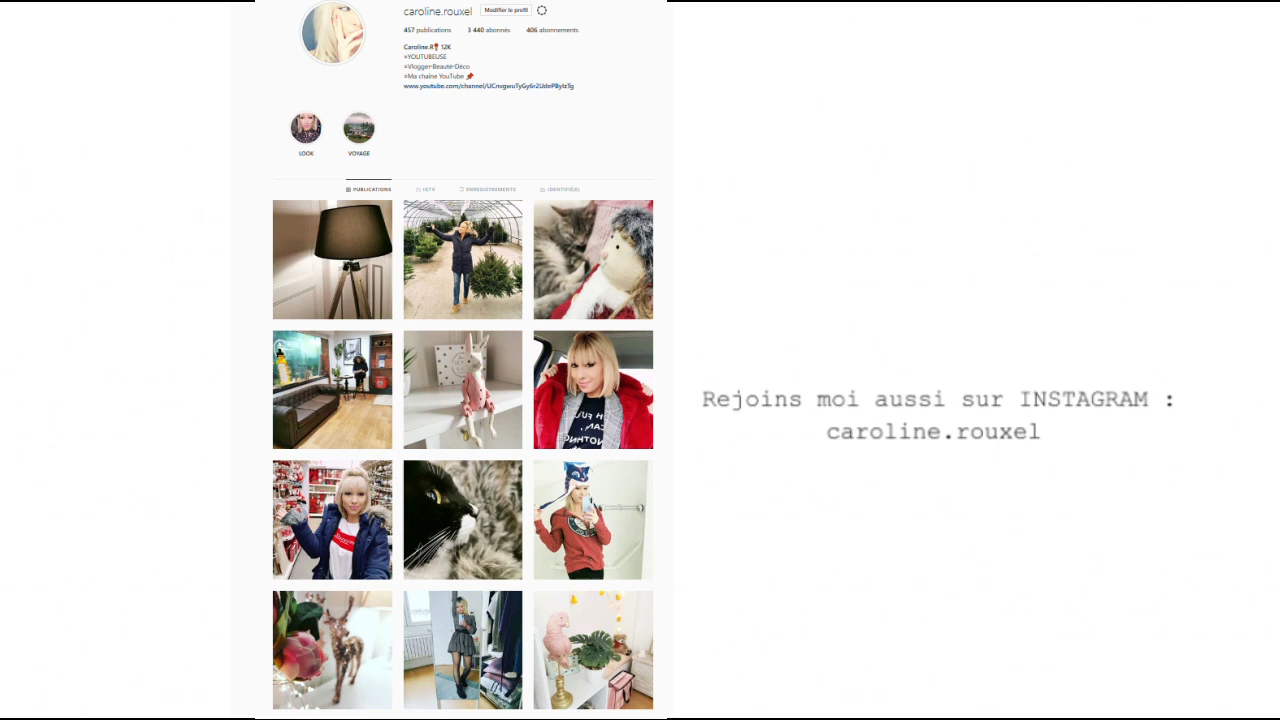 caroline.rouxel Modifier le profil
457 publications 3 440 abonnés 406 abonnements
Caroline.R📍 12K
¤YOUTUBEUSE
¤Vlogger•Beauté•Déco
¤Ma chaîne YouTube 📌
LOOK VOYAGE
PUBLICATIONS IGTV ENREGISTREMENTS IDENTIFIÉ(E)
Rejoins moi aussi sur INSTAGRAM :
caroline.rouxel